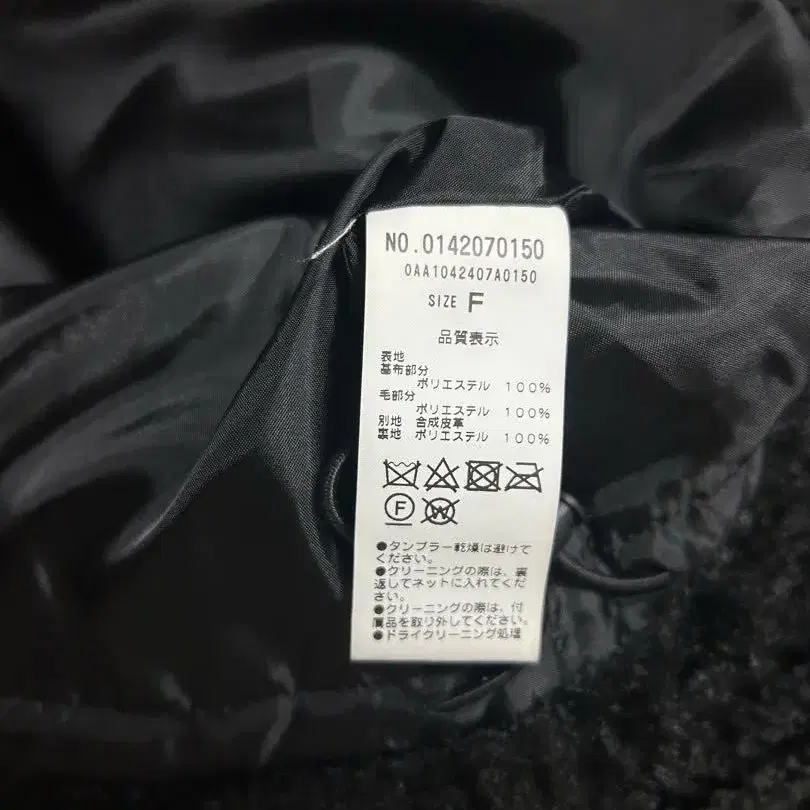 NO.0142070150
0AA1042407A0150
SIZE F
品質表示
表地
基布部分
ポリエステル 100%
毛部分
ポリエステル 100%
別地 合成皮革
裏地 ポリエステル 100%
F W
●タンブラー乾燥は避けて
ください。
●クリーニングの際は、裏
返してネットに入れてくだ
さい。
●クリーニングの際は、付
属品を取り外してください。
●ドライクリーニング処理